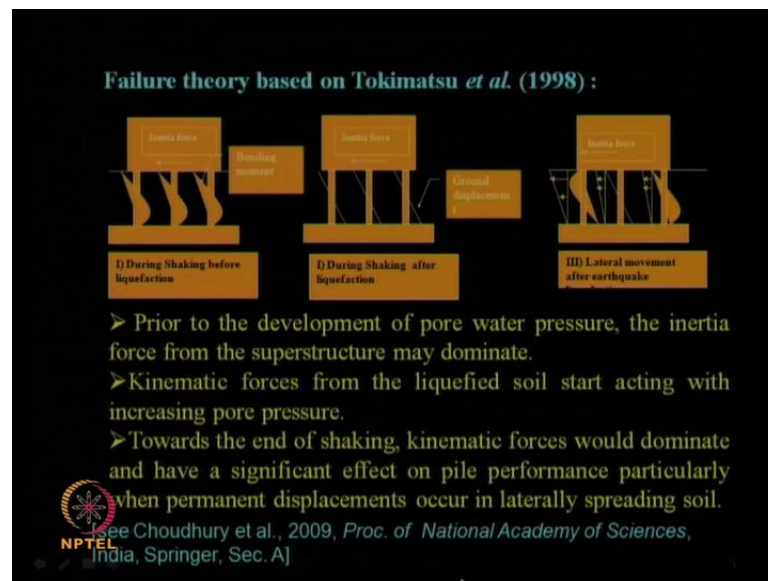 Failure theory based on Tokimatsu et al. (1998) :
Inertia force
Inertia force
Inertia force
Bending
moment
Ground
displacemen
t
I) During Shaking before
liquefaction
I) During Shaking after
liquefaction
III) Lateral movement
after earthquake
➢ Prior to the development of pore water pressure, the inertia
force from the superstructure may dominate.
➢Kinematic forces from the liquefied soil start acting with
increasing pore pressure.
➢Towards the end of shaking, kinematic forces would dominate
and have a significant effect on pile performance particularly
when permanent displacements occur in laterally spreading soil.
[see Choudhury et al., 2009, Proc. of National Academy of Sciences,
India, Springer, Sec. A]
NPTEL